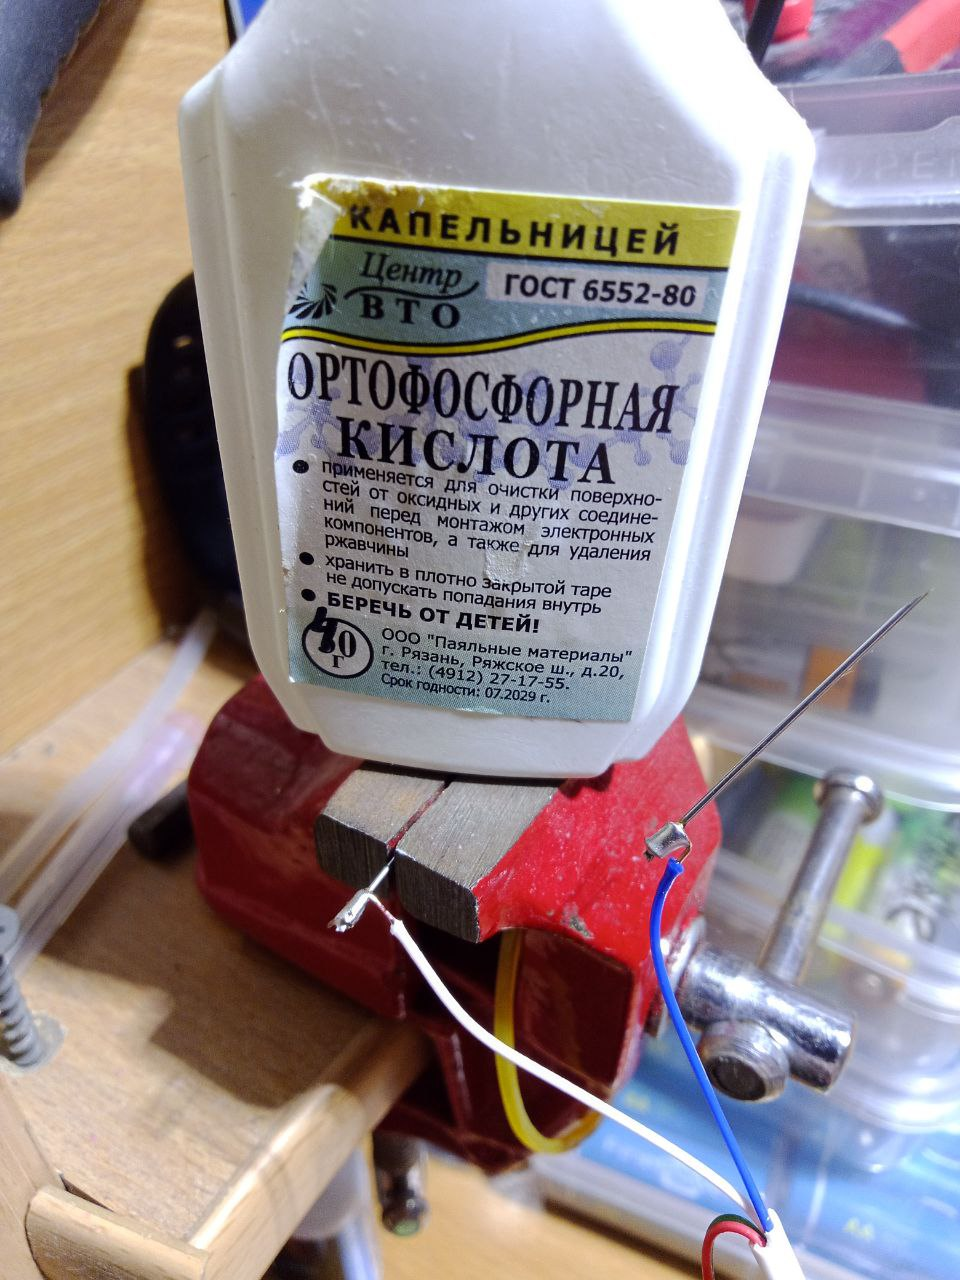 КАПЕЛЬНИЦЕЙ
Центр
ВТО
ГОСТ 6552-80
ОРТОФОСФОРНАЯ
КИСЛОТА
• применяется для очистки поверхно-
стей от оксидных и других соедине-
ний перед монтажом электронных
компонентов, а также для удаления
ржавчины
• хранить в плотно закрытой таре
не допускать попадания внутрь
• БЕРЕЧЬ ОТ ДЕТЕЙ!
г
ООО "Паяльные материалы"
г. Рязань, Ряжское ш., д.20,
тел.: (4912) 27-17-55.
Срок годности: 07.2029 г.